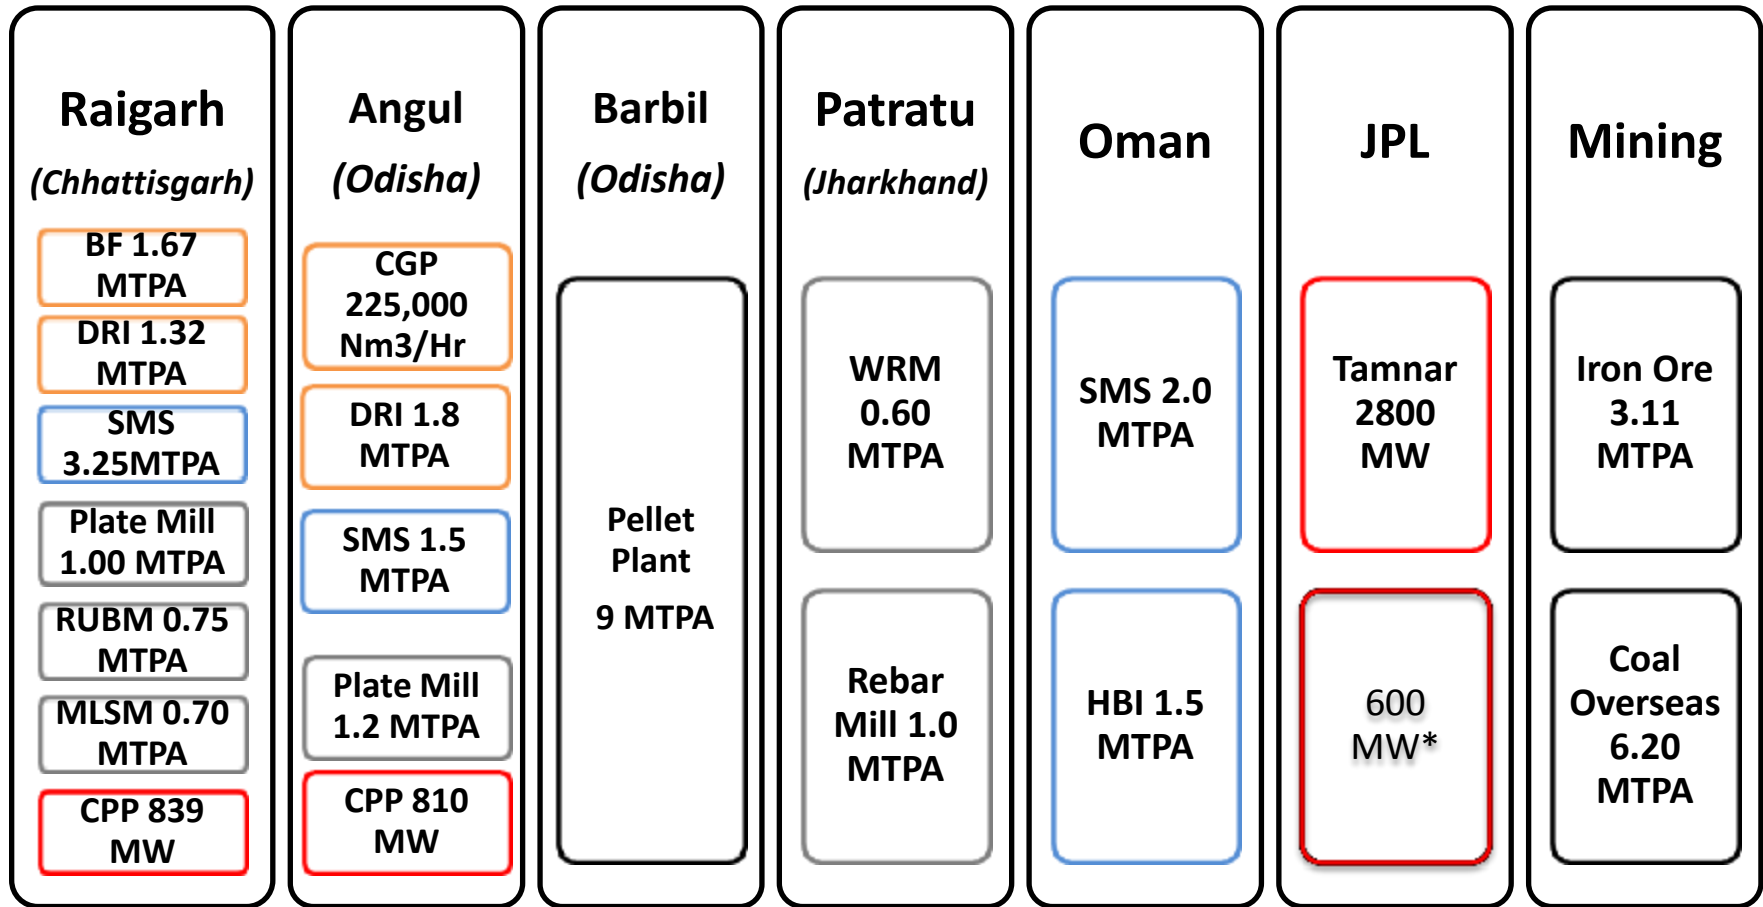 Raigarh
(Chhattisgarh)
BF 1.67
MTPA
DRI 1.32
MTPA
SMS
3.25MTPA
Plate Mill
1.00 MTPA
RUBM 0.75
MTPA
MLSM 0.70
MTPA
CPP 839
MW
Angul
(Odisha)
CGP
225,000
Nm3/Hr
DRI 1.8
MTPA
SMS 1.5
MTPA
Plate Mill
1.2 MTPA
CPP 810
MW
Barbil
(Odisha)
Pellet
Plant
9 MTPA
Patratu
(Jharkhand)
WRM
0.60
MTPA
Rebar
Mill 1.0
MTPA
Oman
SMS 2.0
MTPA
HBI 1.5
MTPA
JPL
Tamnar
2800
MW
600
MW*
Mining
Iron Ore
3.11
MTPA
Coal
Overseas
6.20
MTPA